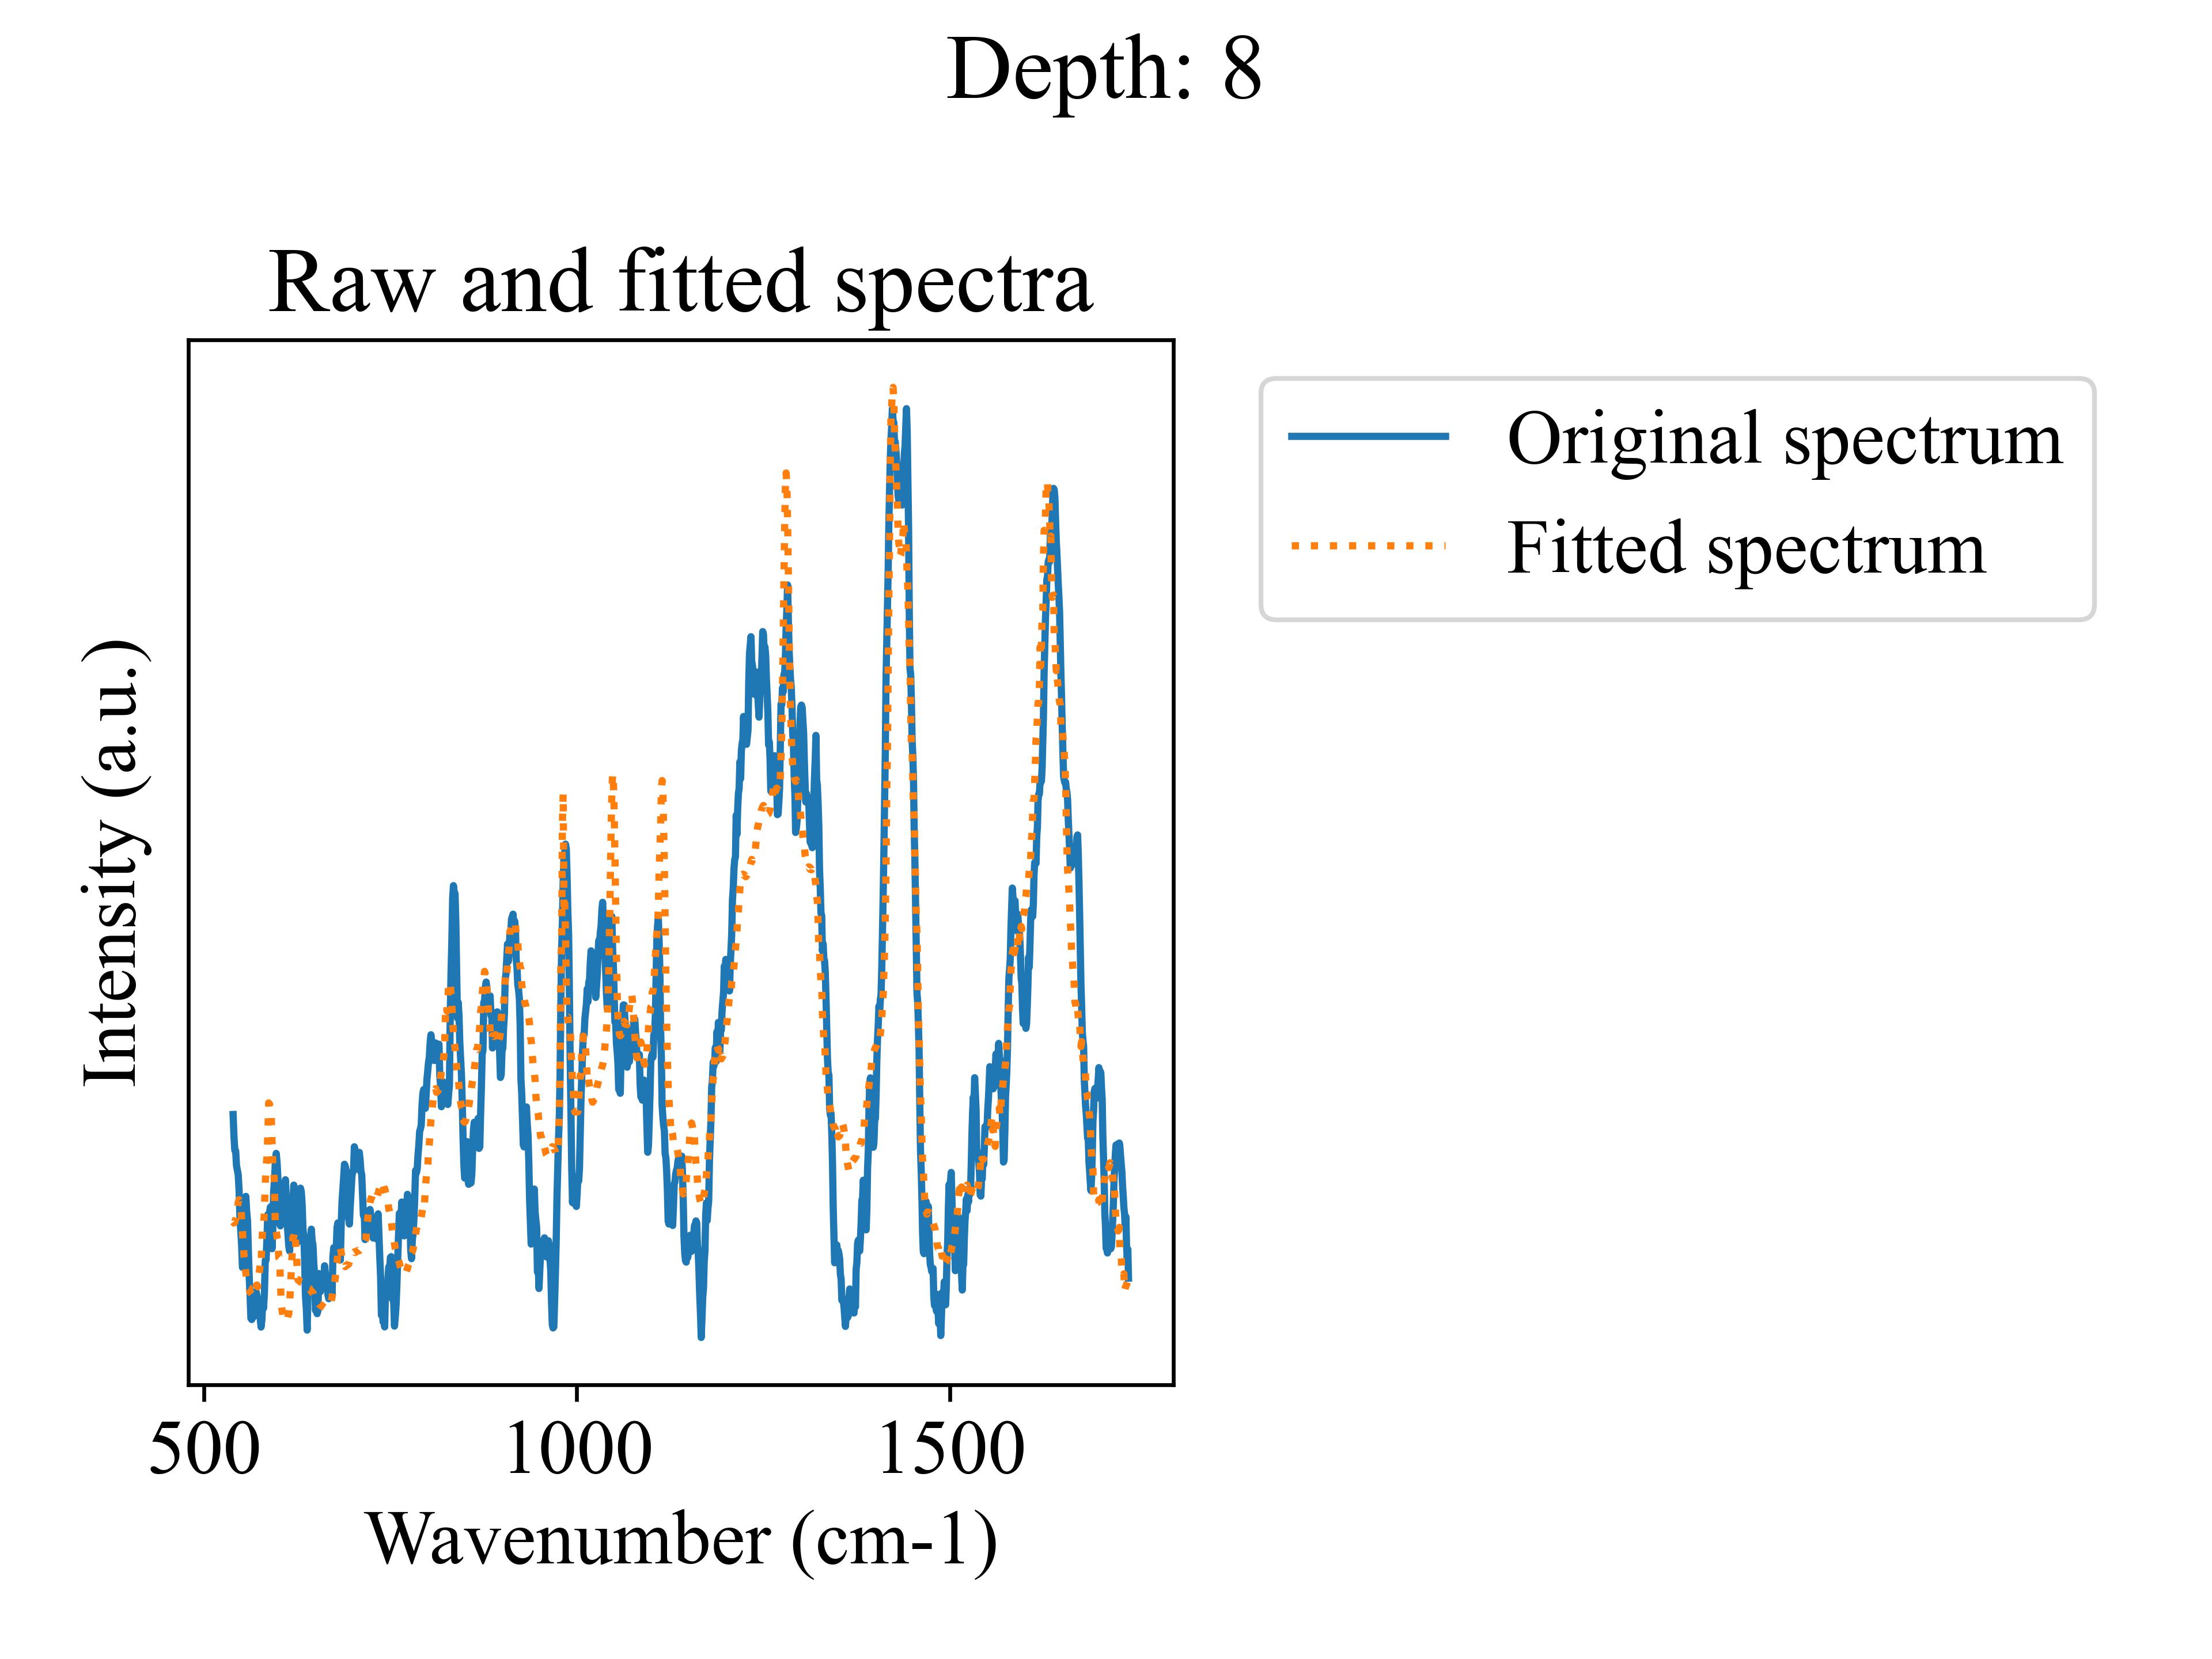 Depth: 8
Raw and fitted spectra
Original spectrum
Fitted spectrum
Intensity (a.u.)
500 1000 1500
Wavenumber (cm-1)